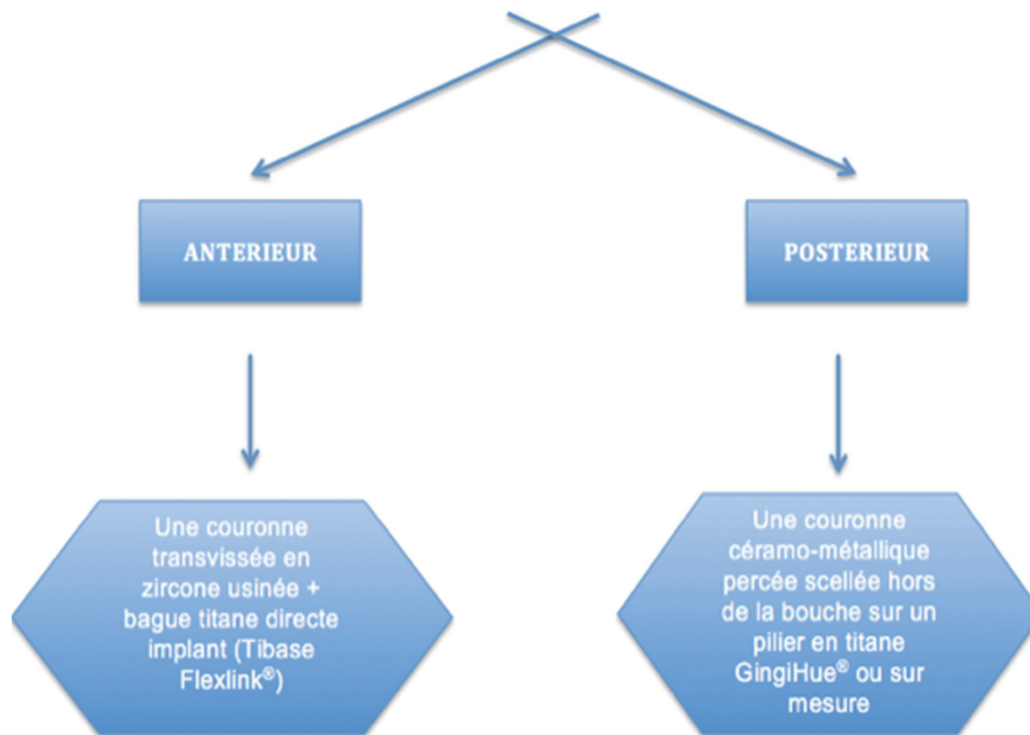 ANTERIEUR
POSTERIEUR
Une couronne
transvissée en
zircone usinée +
bague titane directe
implant (Tibase
Flexlink®)
Une couronne
céramo-métallique
percée scellée hors
de la bouche sur un
pilier en titane
GingiHue® ou sur
mesure